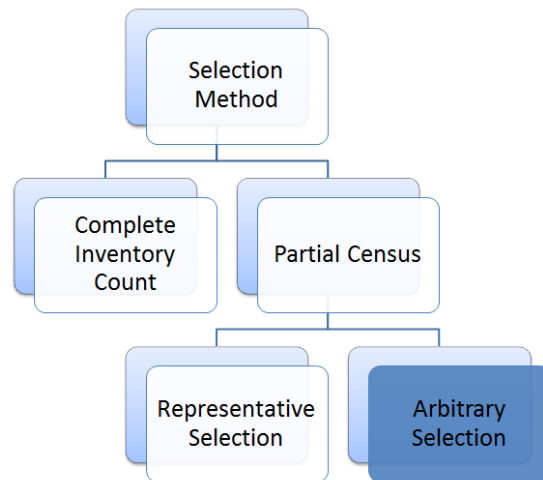 Selection
Method
Complete
Inventory
Count
Partial Census
Representative
Selection
Arbitrary
Selection